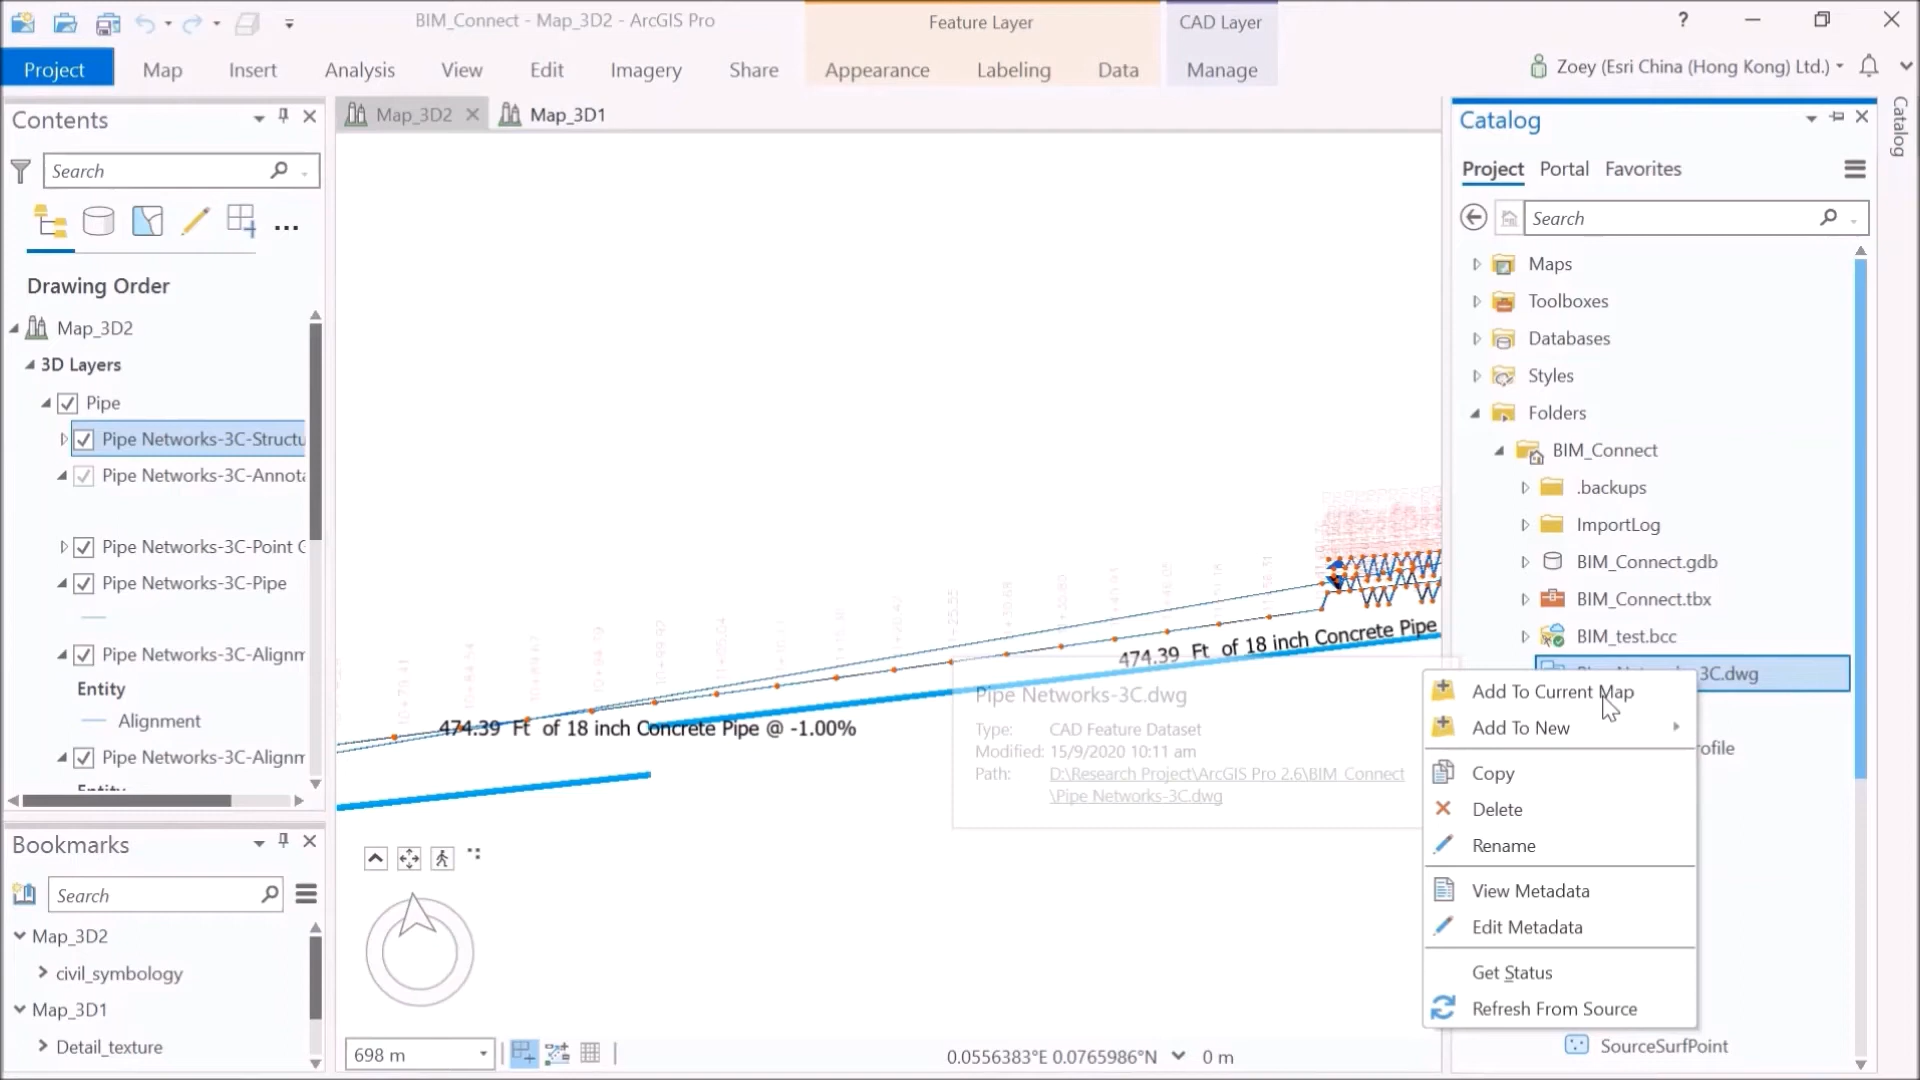 BIM_Connect - Map_3D2 - ArcGIS Pro
Feature Layer
CAD Layer
?
Project
Map
Insert
Analysis
View
Edit
Imagery
Share
Appearance
Labeling
Data
Manage
Zoey (Esri China (Hong Kong) Ltd.)
Contents
Search
Drawing Order
Map_3D2
3D Layers
Pipe
Pipe Networks-3C-Structu
Pipe Networks-3C-Annota
Pipe Networks-3C-Point G
Pipe Networks-3C-Pipe
Pipe Networks-3C-Alignm
Entity
Alignment
Pipe Networks-3C-Alignm
Entity
Bookmarks
Search
Map_3D2
civil_symbology
Map_3D1
Detail_texture
Map_3D2
Map_3D1
474.39 Ft of 18 inch Concrete Pipe
474.39 Ft of 18 inch Concrete Pipe @ -1.00%
Pipe Networks-3C.dwg
Type: CAD Feature Dataset
Modified: 15/9/2020 10:11 am
Path: D:\Research Project\ArcGIS Pro 2.6\BIM_Connect
\Pipe Networks-3C.dwg
698 m
0.0556383°E 0.0765986°N
0 m
Catalog
Catalog
Project
Portal
Favorites
Search
Maps
Toolboxes
Databases
Styles
Folders
BIM_Connect
.backups
ImportLog
BIM_Connect.gdb
BIM_Connect.tbx
BIM_test.bcc
3C.dwg
Add To Current Map
Add To New
rofile
Copy
Delete
Rename
View Metadata
Edit Metadata
Get Status
Refresh From Source
SourceSurfPoint